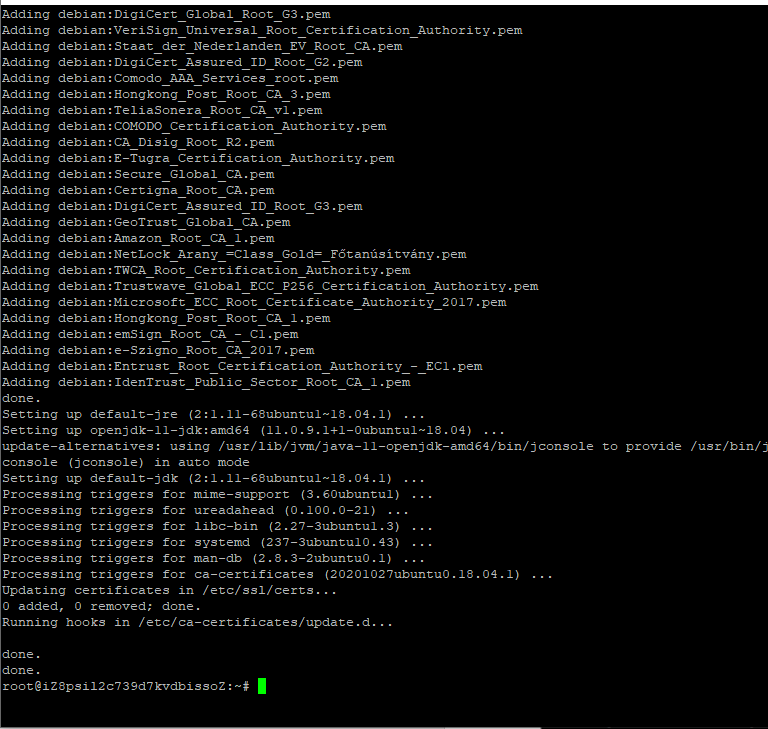 Adding debian:DigiCert_Global_Root_G3.pem
Adding debian:VeriSign_Universal_Root_Certification_Authority.pem
Adding debian:Staat_der_Nederlanden_EV_Root_CA.pem
Adding debian:DigiCert_Assured_ID_Root_G2.pem
Adding debian:Comodo_AAA_Services_root.pem
Adding debian:Hongkong_Post_Root_CA_3.pem
Adding debian:TeliaSonera_Root_CA_v1.pem
Adding debian:COMODO_Certification_Authority.pem
Adding debian:CA_Disig_Root_R2.pem
Adding debian:E-Tugra_Certification_Authority.pem
Adding debian:Secure_Global_CA.pem
Adding debian:Certigna_Root_CA.pem
Adding debian:DigiCert_Assured_ID_Root_G3.pem
Adding debian:GeoTrust_Global_CA.pem
Adding debian:Amazon_Root_CA_1.pem
Adding debian:NetLock_Arany_=Class_Gold=_Főtanúsítvány.pem
Adding debian:TWCA_Root_Certification_Authority.pem
Adding debian:Trustwave_Global_ECC_P256_Certification_Authority.pem
Adding debian:Microsoft_ECC_Root_Certificate_Authority_2017.pem
Adding debian:Hongkong_Post_Root_CA_1.pem
Adding debian:emSign_Root_CA_-_C1.pem
Adding debian:e-Szigno_Root_CA_2017.pem
Adding debian:Entrust_Root_Certification_Authority_-_EC1.pem
Adding debian:IdenTrust_Public_Sector_Root_CA_1.pem
done.
Setting up default-jre (2:1.11-68ubuntu1~18.04.1) ...
Setting up openjdk-11-jdk:amd64 (11.0.9.1+1-0ubuntu1~18.04) ...
update-alternatives: using /usr/lib/jvm/java-11-openjdk-amd64/bin/jconsole to provide /usr/bin/j
console (jconsole) in auto mode
Setting up default-jdk (2:1.11-68ubuntu1~18.04.1) ...
Processing triggers for mime-support (3.60ubuntu1) ...
Processing triggers for ureadahead (0.100.0-21) ...
Processing triggers for libc-bin (2.27-3ubuntu1.3) ...
Processing triggers for systemd (237-3ubuntu10.43) ...
Processing triggers for man-db (2.8.3-2ubuntu0.1) ...
Processing triggers for ca-certificates (20201027ubuntu0.18.04.1) ...
Updating certificates in /etc/ssl/certs...
0 added, 0 removed; done.
Running hooks in /etc/ca-certificates/update.d...
done.
done.
root@iZ8psil2c739d7kvdbissoZ:~#